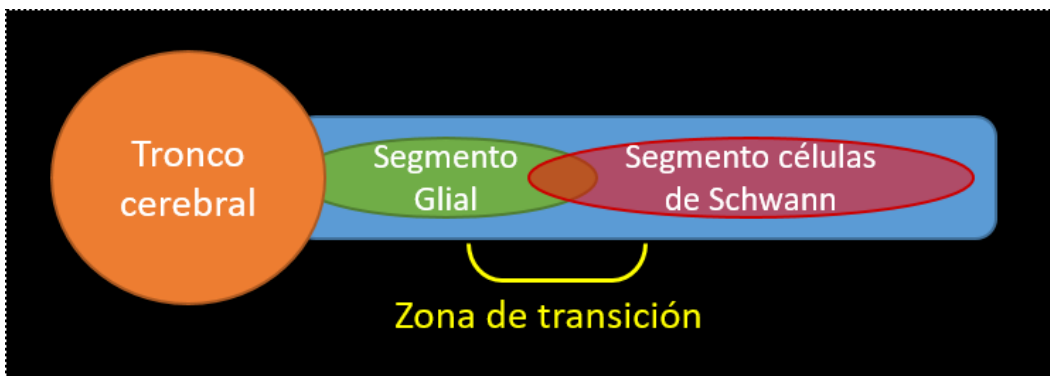 Tronco
cerebral
Segmento
Glial
Segmento células
de Schwann
Zona de transición